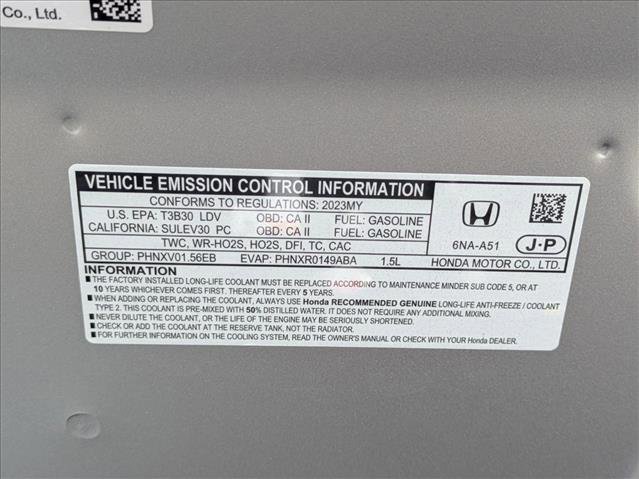 Co., Ltd.
VEHICLE EMISSION CONTROL INFORMATION
CONFORMS TO REGULATIONS: 2023MY
U.S. EPA: T3B30 LDV OBD: CA II FUEL: GASOLINE
CALIFORNIA: SULEV30 PC OBD: CA II FUEL: GASOLINE
TWC, WR-HO2S, HO2S, DFI, TC, CAC
GROUP: PHNXV01.56EB EVAP: PHNXR0149ABA 1.5L
6NA-A51 J-P
HONDA MOTOR CO., LTD.
INFORMATION
■ THE FACTORY INSTALLED LONG-LIFE COOLANT MUST BE REPLACED ACCORDING TO MAINTENANCE MINDER SUB CODE 5, OR AT
10 YEARS WHICHEVER COMES FIRST. THEREAFTER EVERY 5 YEARS.
■ WHEN ADDING OR REPLACING THE COOLANT, ALWAYS USE Honda RECOMMENDED GENUINE LONG-LIFE ANTI-FREEZE / COOLANT
TYPE 2. THIS COOLANT IS PRE-MIXED WITH 50% DISTILLED WATER. IT DOES NOT REQUIRE ANY ADDITIONAL MIXING.
■ NEVER DILUTE THE COOLANT, OR THE LIFE OF THE ENGINE MAY BE SERIOUSLY SHORTENED.
■ CHECK OR ADD THE COOLANT AT THE RESERVE TANK, NOT THE RADIATOR.
■ FOR FURTHER INFORMATION ON THE COOLING SYSTEM, READ THE OWNER'S MANUAL OR CHECK WITH YOUR Honda DEALER.